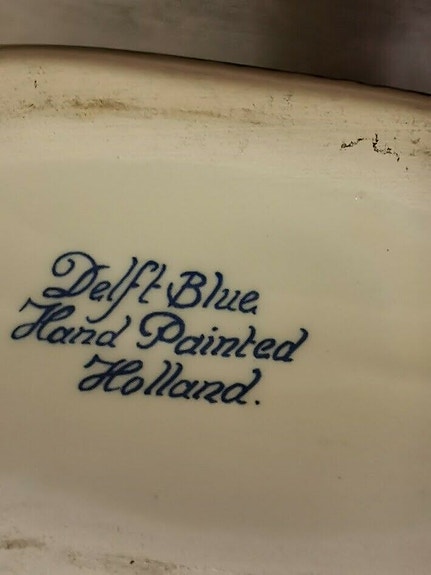 Delft Blue
Hand Painted
Holland.